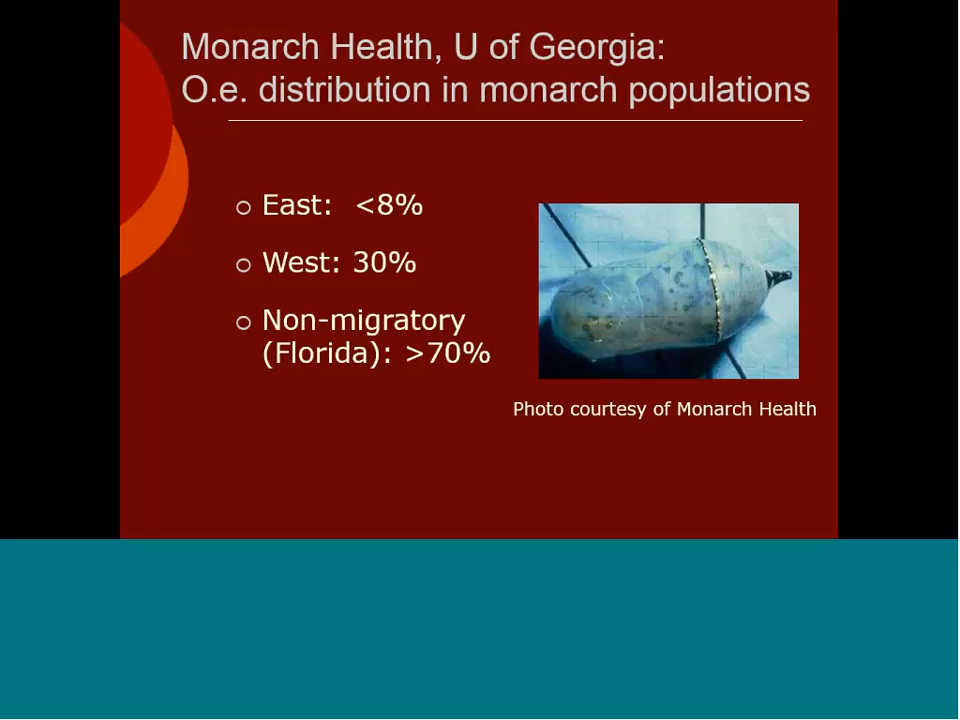 Monarch Health, U of Georgia:
O.e. distribution in monarch populations
East: <8%
West: 30%
Non-migratory
(Florida): >70%
Photo courtesy of Monarch Health